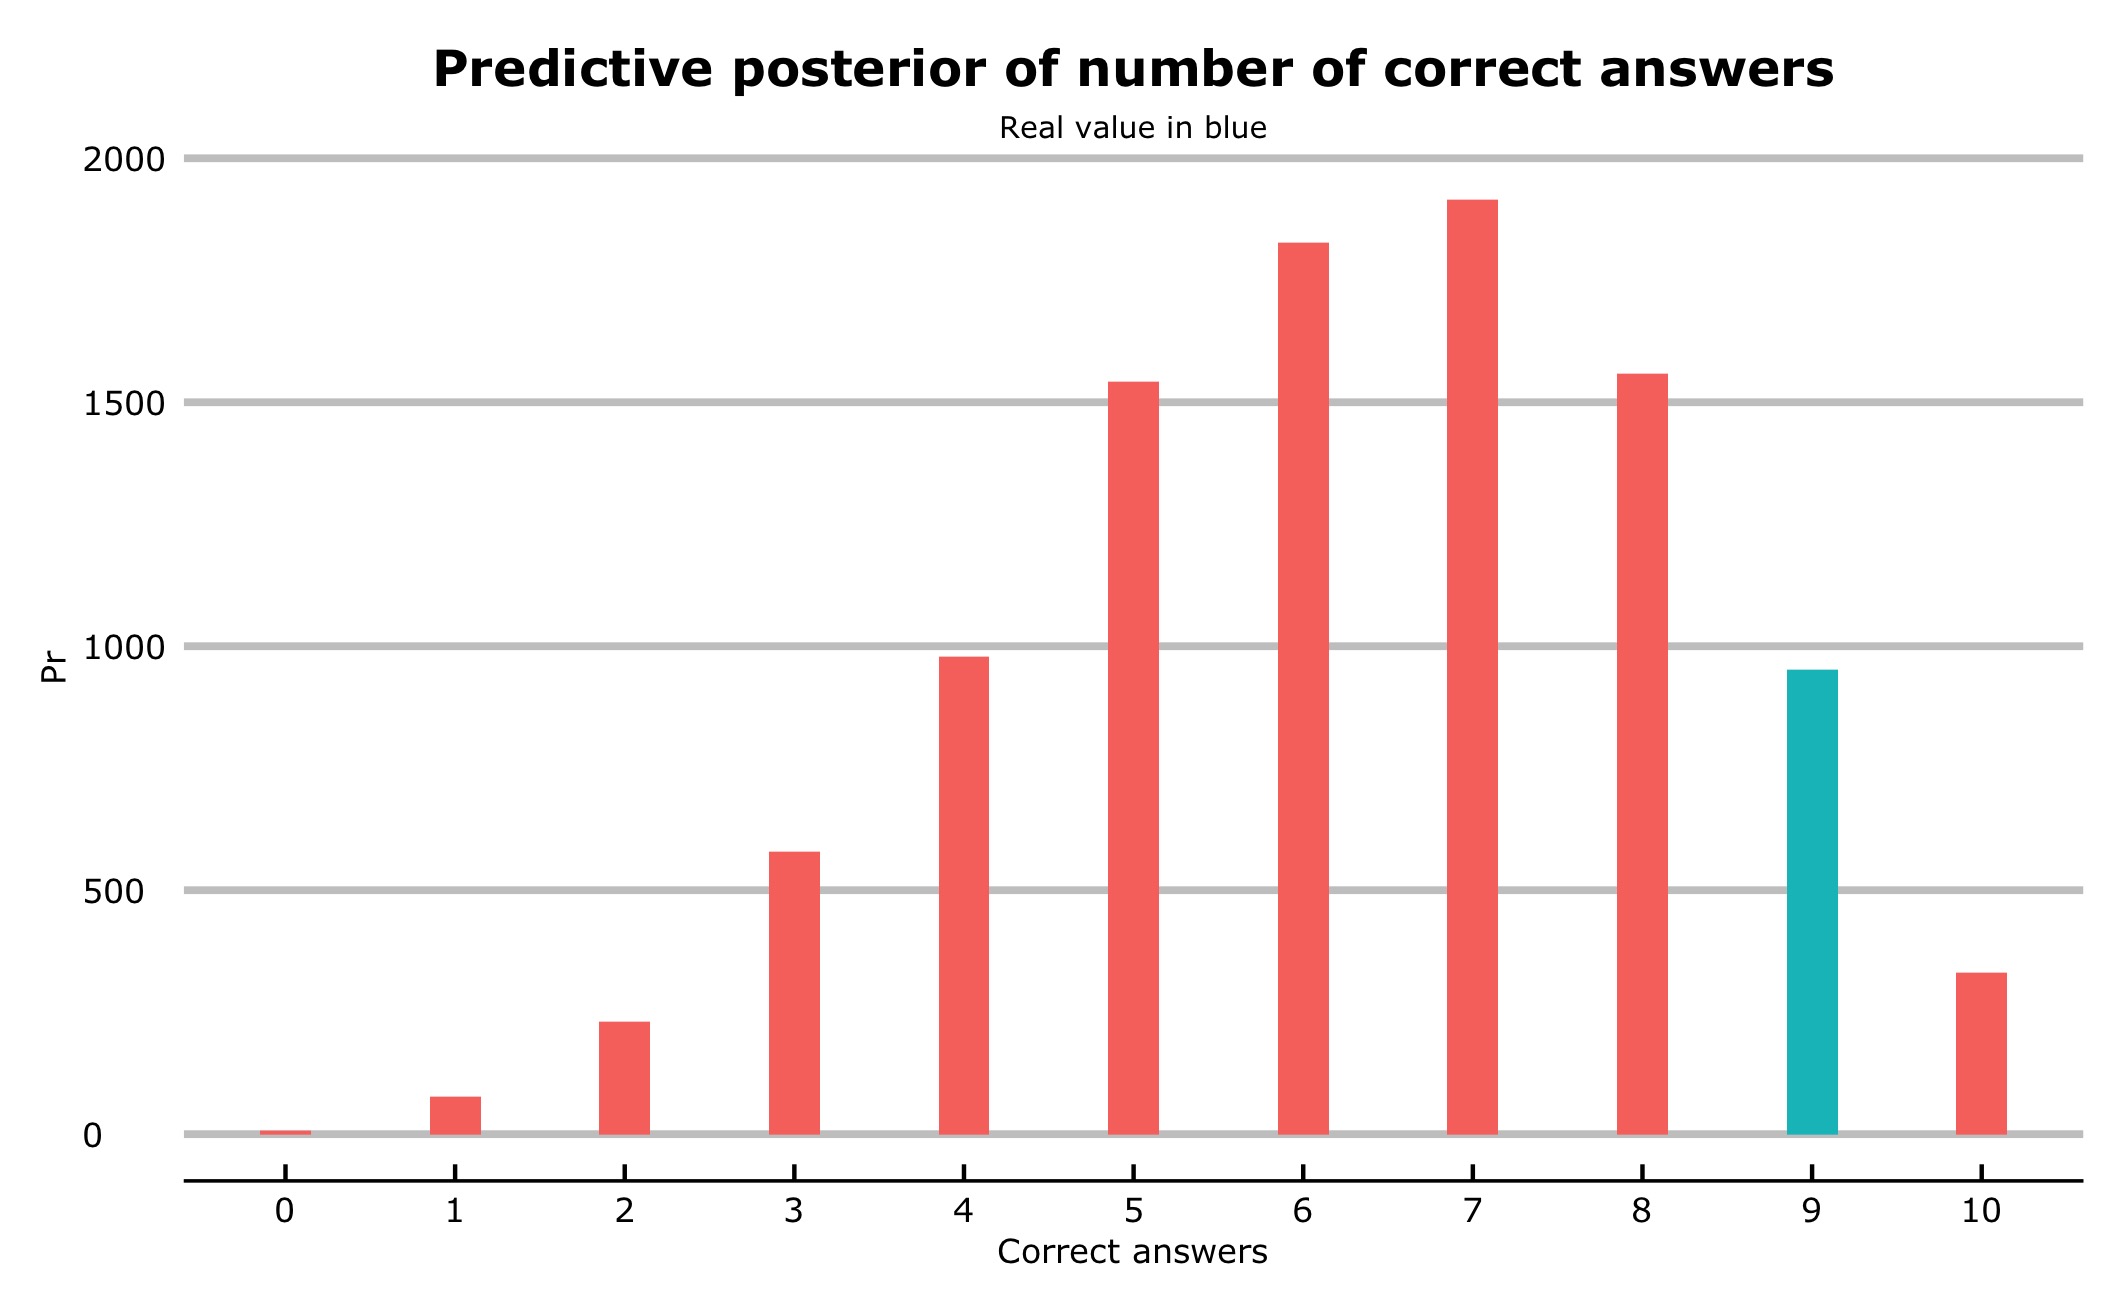 Predictive posterior of number of correct answers
Real value in blue
2000
1500
1000
500
0
Pr
0 1 2 3 4 5 6 7 8 9 10
Correct answers